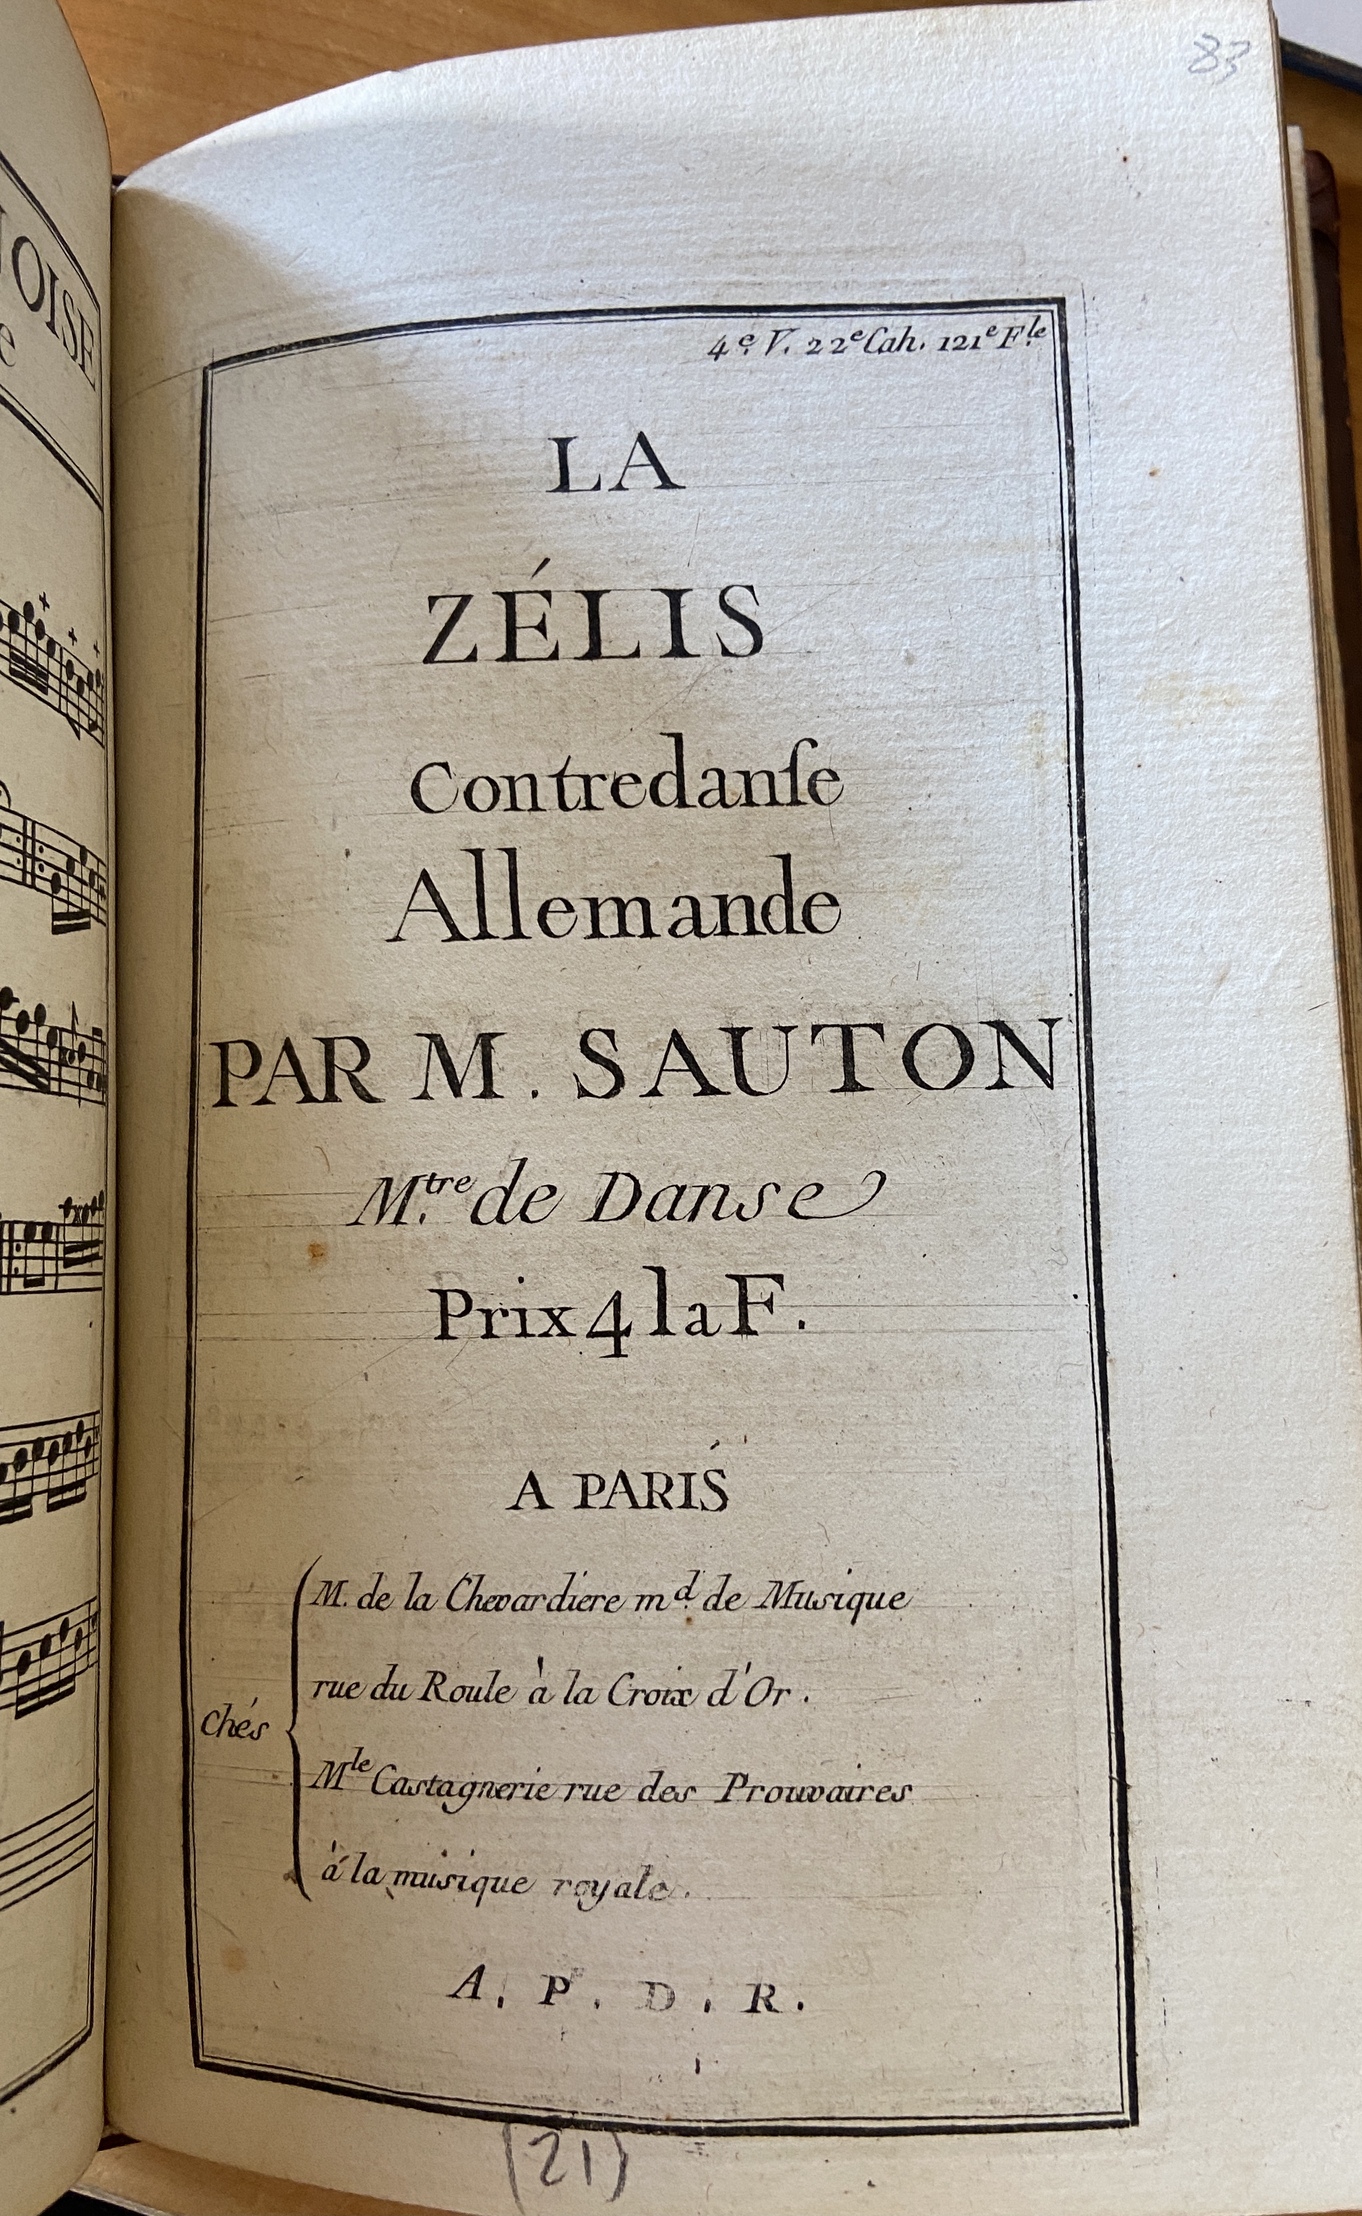 83
OISE
e
4e. V. 22e Cah. 121e Fle.
LA
ZÉLIS
Contredanſe
Allemande
PAR M. SAUTON
Mtre. de Danse
Prix 4 la F.
A PARIS
chés
M. de la Chevardiere md. de Musique
rue du Roule à la Croix d'Or.
Mle Castagnerie rue des Prouvaires
à la musique royale.
A. P. D. R.
(21)